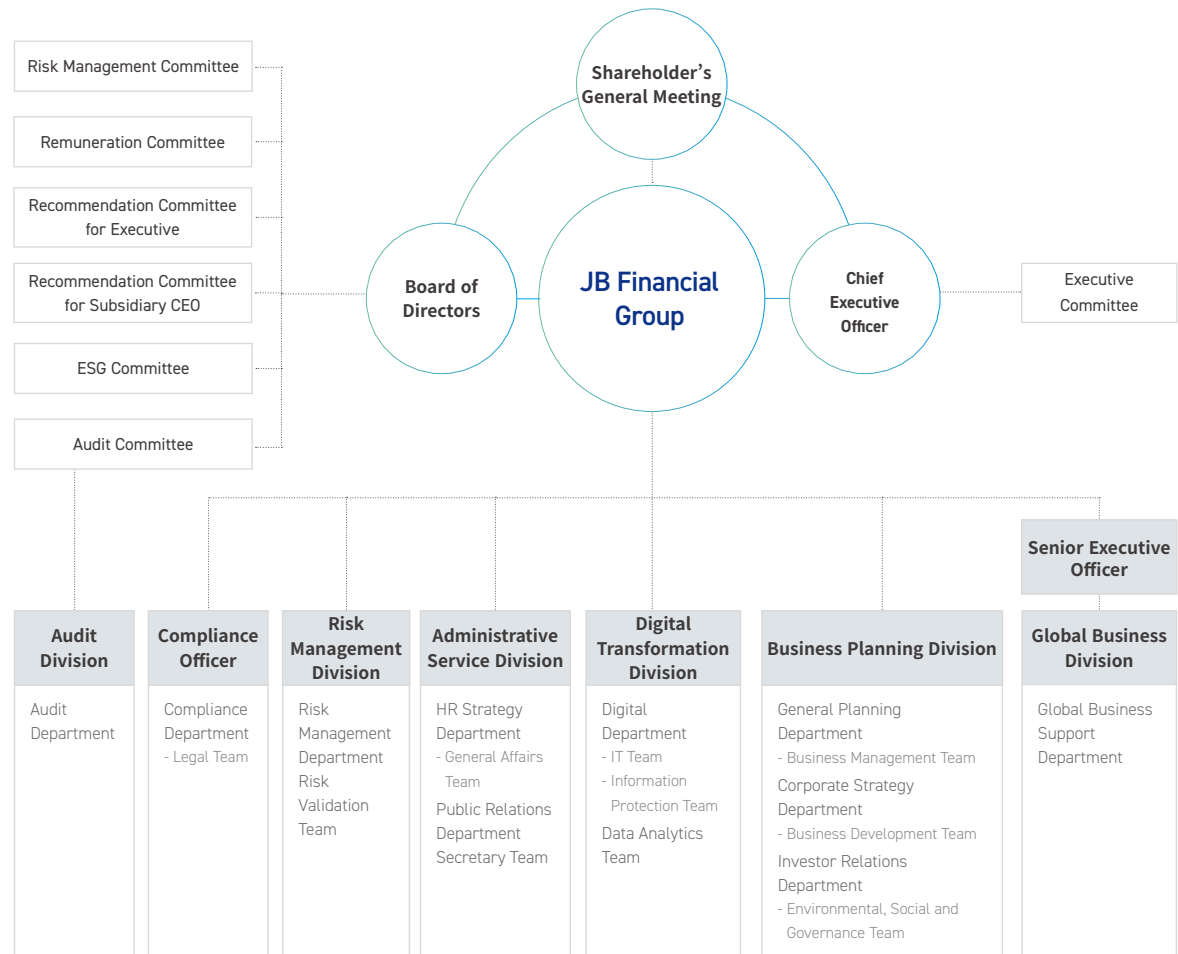 Risk Management Committee
Remuneration Committee
Recommendation Committee
for Executive
Recommendation Committee
for Subsidiary CEO
ESG Committee
Audit Committee
Shareholder’s
General Meeting
Board of
Directors
JB Financial
Group
Chief
Executive
Officer
Executive
Committee
Senior Executive
Officer
Audit
Division
Audit
Department
Compliance
Officer
Compliance
Department
- Legal Team
Risk
Management
Division
Risk
Management
Department
Risk
Validation
Team
Administrative
Service Division
HR Strategy
Department
- General Affairs
Team
Public Relations
Department
Secretary Team
Digital
Transformation
Division
Digital
Department
- IT Team
- Information
Protection Team
Data Analytics
Team
Business Planning Division
General Planning
Department
- Business Management Team
Corporate Strategy
Department
- Business Development Team
Investor Relations
Department
- Environmental, Social and
Governance Team
Global Business
Division
Global Business
Support
Department